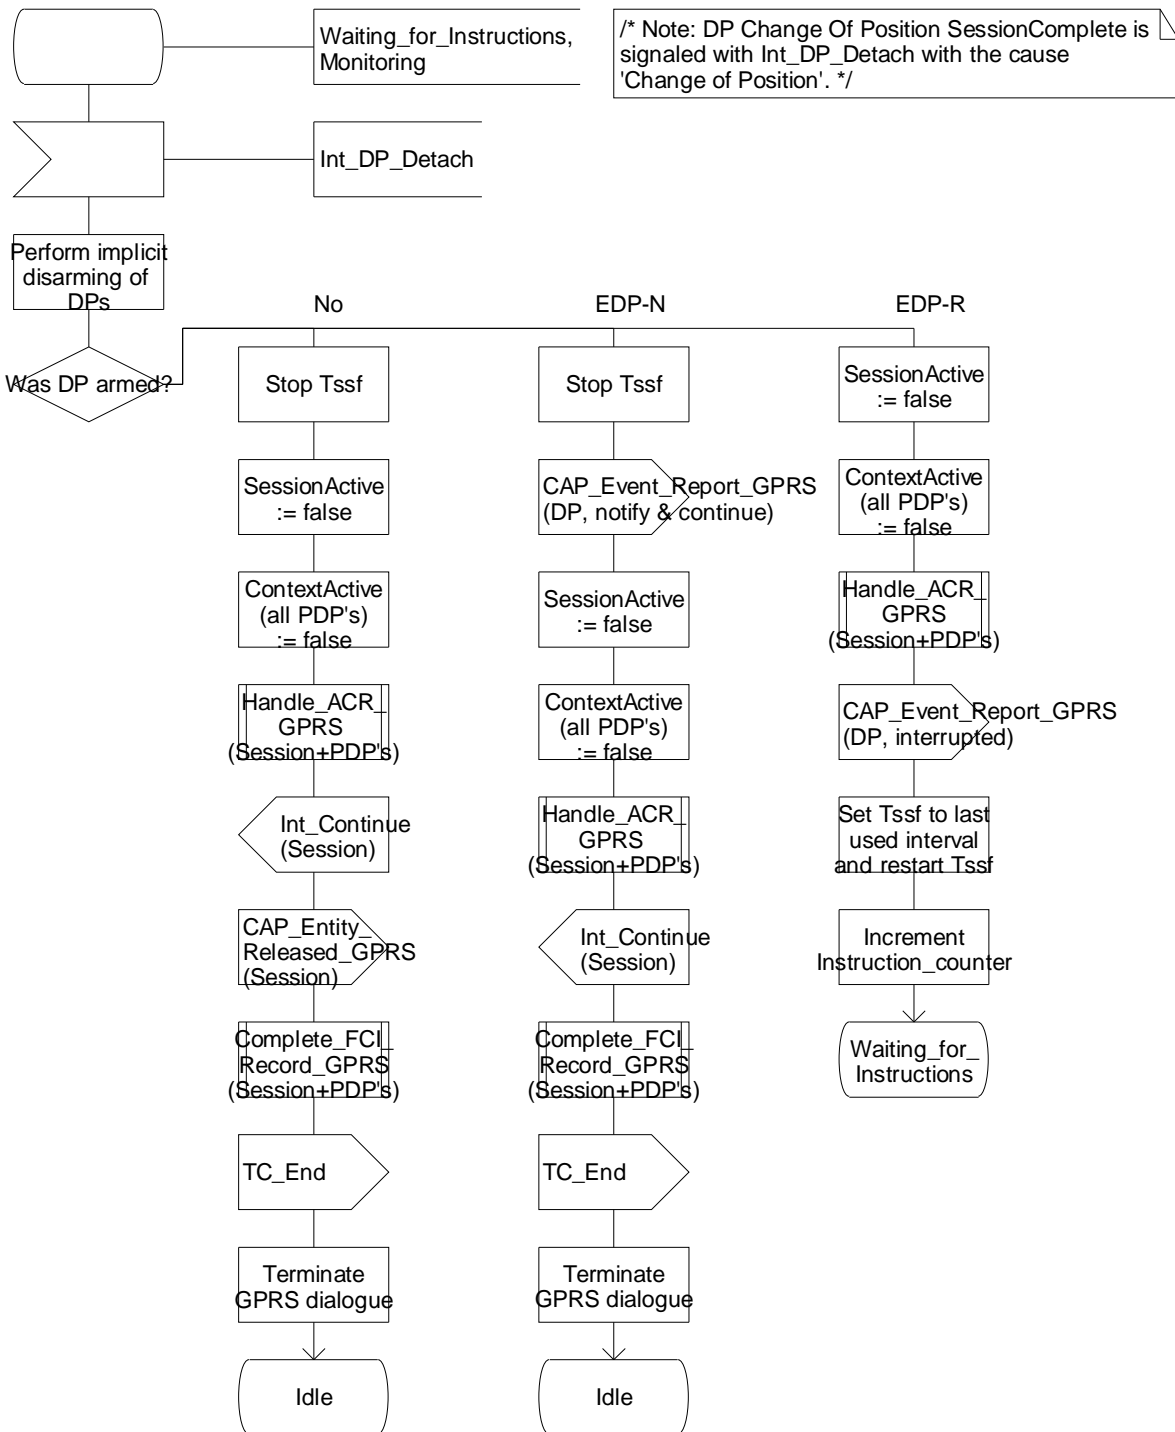 Waiting_for_Instructions,
Monitoring
/* Note: DP Change Of Position SessionComplete is
signaled with Int_DP_Detach with the cause
'Change of Position'. */
Int_DP_Detach
Perform implicit
disarming of
DPs
Was DP armed?
No
Stop Tssf
SessionActive
:= false
ContextActive
(all PDP's)
:= false
Handle_ACR_
GPRS
(Session+PDP's)
Int_Continue
(Session)
CAP_Entity_
Released_GPRS
(Session)
Complete_FCI_
Record_GPRS
(Session+PDP's)
TC_End
Terminate
GPRS dialogue
Idle
EDP-N
Stop Tssf
CAP_Event_Report_GPRS
(DP, notify & continue)
SessionActive
:= false
ContextActive
(all PDP's)
:= false
Handle_ACR_
GPRS
(Session+PDP's)
Int_Continue
(Session)
Complete_FCI_
Record_GPRS
(Session+PDP's)
TC_End
Terminate
GPRS dialogue
Idle
EDP-R
SessionActive
:= false
ContextActive
(all PDP's)
:= false
Handle_ACR_
GPRS
(Session+PDP's)
CAP_Event_Report_GPRS
(DP, interrupted)
Set Tssf to last
used interval
and restart Tssf
Increment
Instruction_counter
Waiting_for_
Instructions